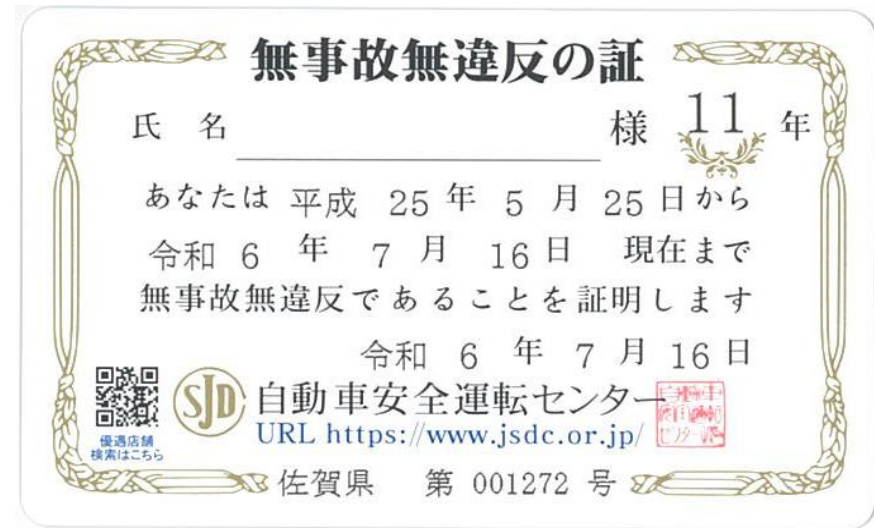 無事故無違反の証
氏 名 様 11 年
あなたは 平成 25 年 5 月 25 日から
令和 6 年 7 月 16 日 現在まで
無事故無違反であることを証明します
令和 6 年 7 月 16 日
SJD 自動車安全運転センター
URL https://www.jsdc.or.jp/
優遇店舗
検索はこちら
佐賀県 第 001272 号